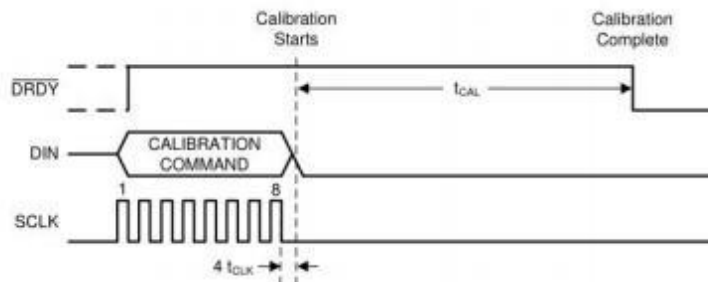 Calibration
Starts
Calibration
Complete
DRDY
tCAL
DIN
CALIBRATION
COMMAND
1 8
SCLK
4 tCLK